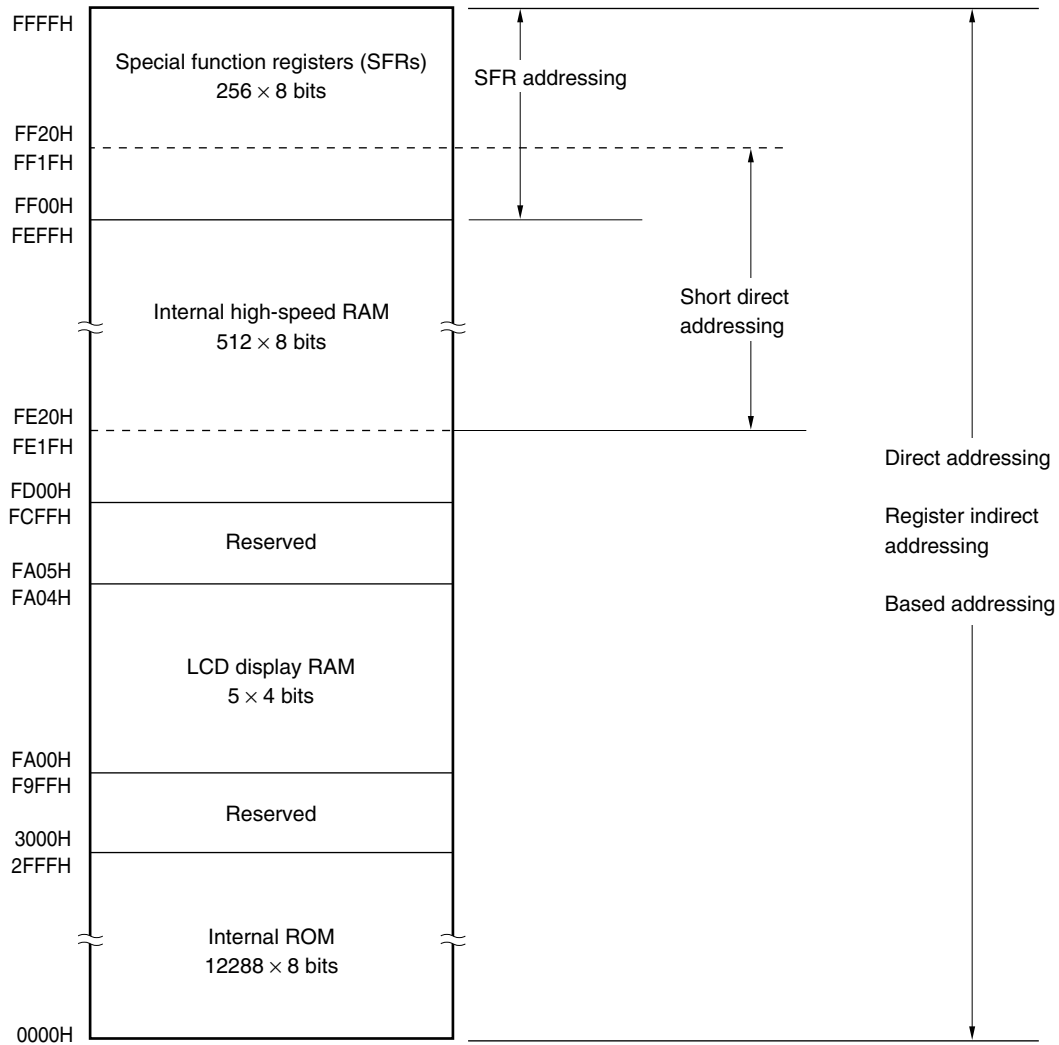 FFFFH
Special function registers (SFRs)
256 × 8 bits
SFR addressing
FF20H
FF1FH
FF00H
FEFFH
Internal high-speed RAM
512 × 8 bits
Short direct
addressing
FE20H
FE1FH
Direct addressing
Register indirect
addressing
Based addressing
FD00H
FCFFH
Reserved
FA05H
FA04H
LCD display RAM
5 × 4 bits
FA00H
F9FFH
Reserved
3000H
2FFFH
Internal ROM
12288 × 8 bits
0000H